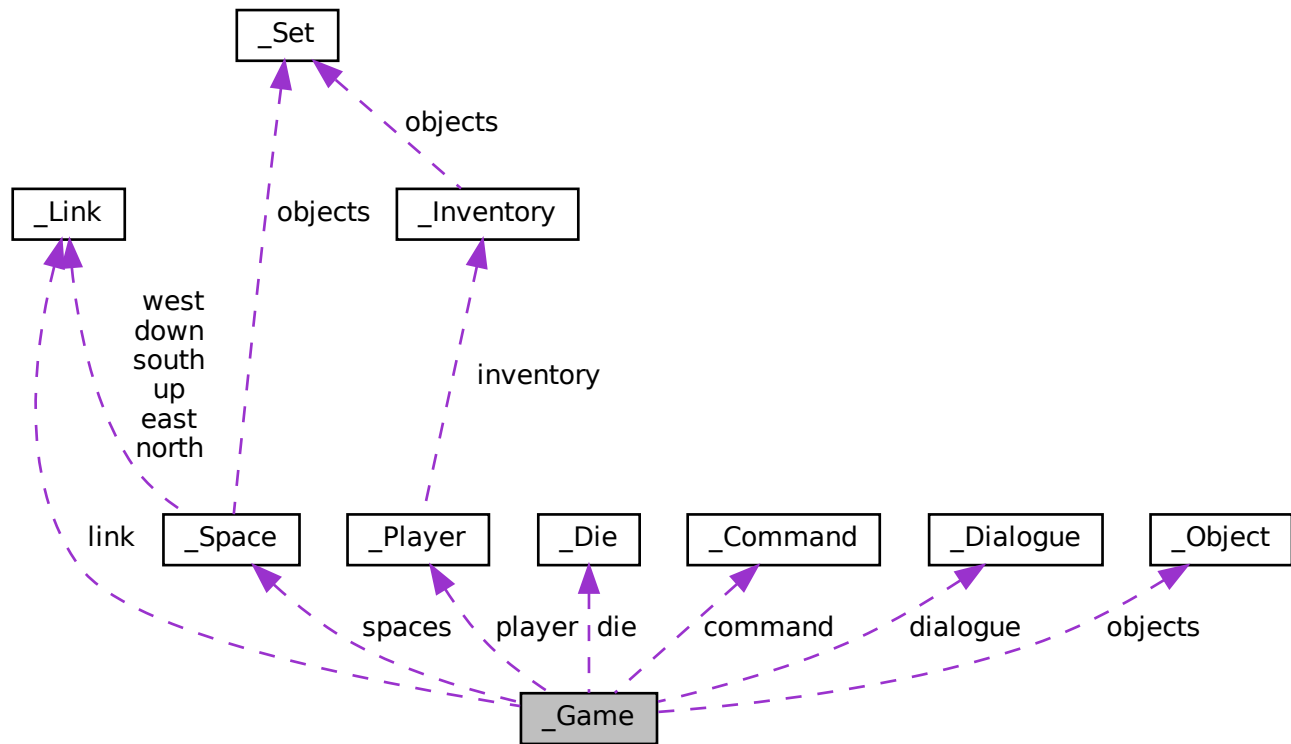 _Set
objects
_Link
objects
_Inventory
west
down
south
up
east
north
inventory
link
_Space
_Player
_Die
_Command
_Dialogue
_Object
spaces
player
die
command
dialogue
objects
_Game